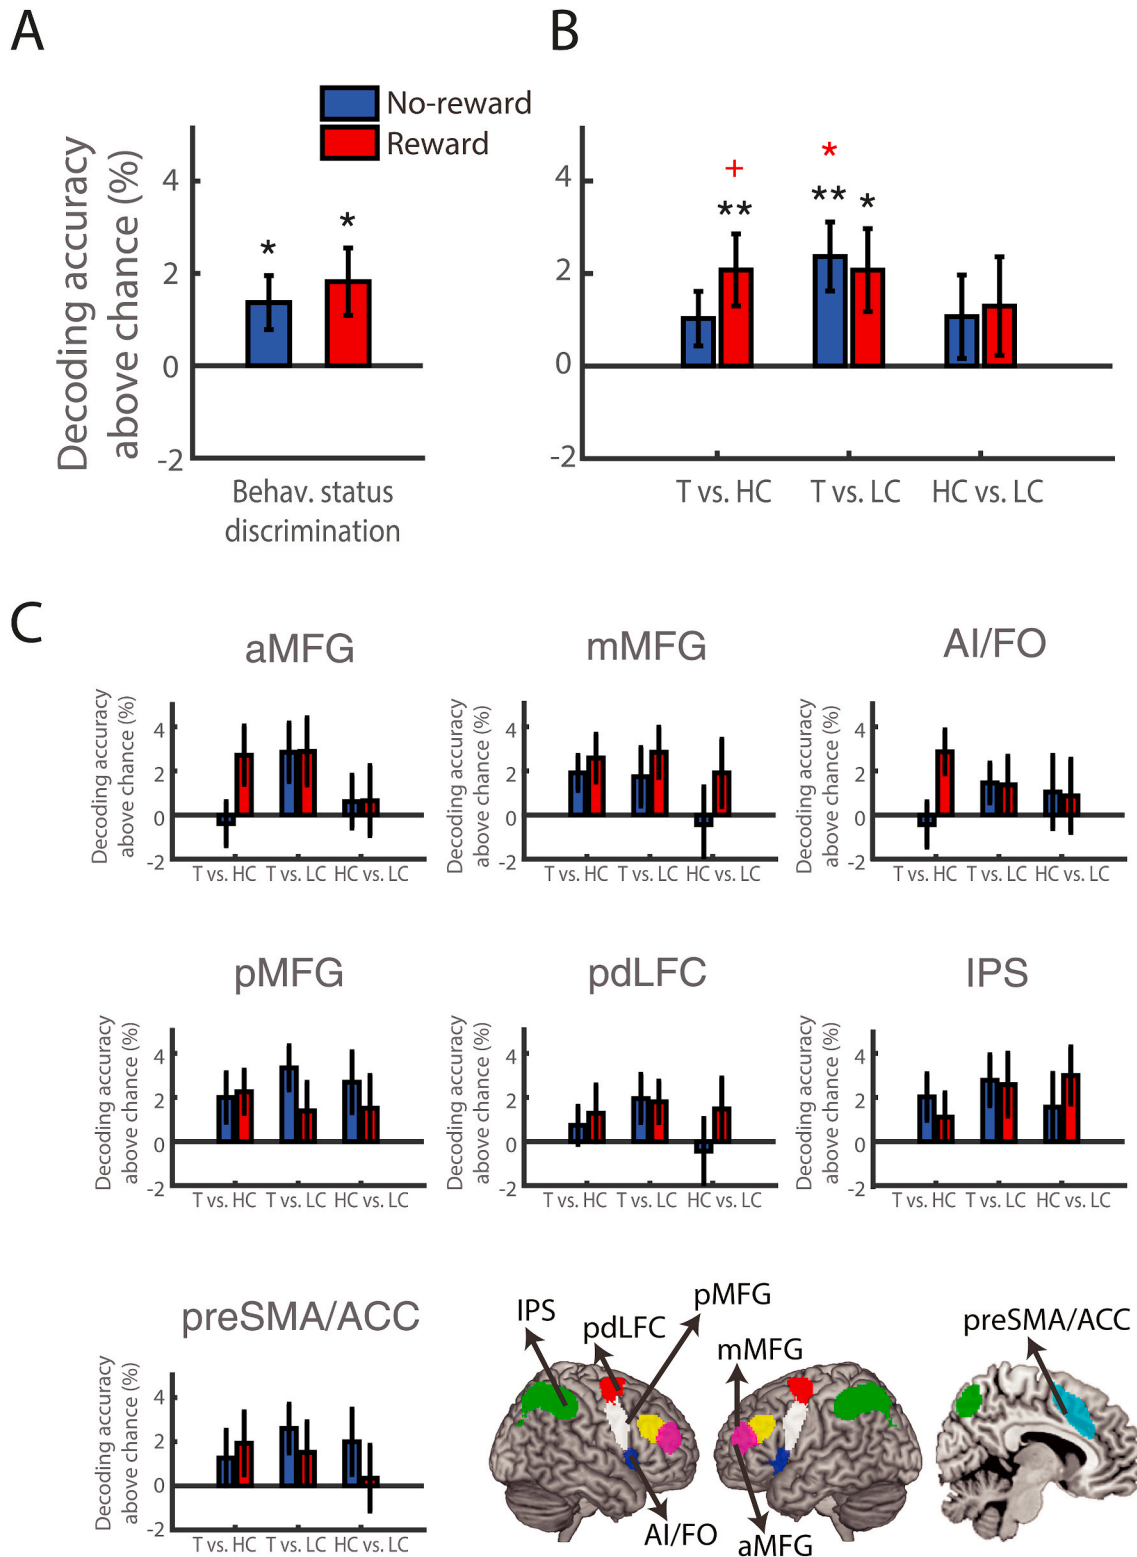 A
B
No-reward
Reward
Decoding accuracy
above chance (%)
4
2
0
-2
* *
Behav. status
discrimination
4
2
0
-2
+
**
*
**
*
T vs. HC T vs. LC HC vs. LC
C
aMFG
Decoding accuracy
above chance (%)
4
2
0
-2
T vs. HC T vs. LC HC vs. LC
mMFG
Decoding accuracy
above chance (%)
4
2
0
-2
T vs. HC T vs. LC HC vs. LC
AI/FO
Decoding accuracy
above chance (%)
4
2
0
-2
T vs. HC T vs. LC HC vs. LC
pMFG
Decoding accuracy
above chance (%)
4
2
0
-2
T vs. HC T vs. LC HC vs. LC
pdLFC
Decoding accuracy
above chance (%)
4
2
0
-2
T vs. HC T vs. LC HC vs. LC
IPS
Decoding accuracy
above chance (%)
4
2
0
-2
T vs. HC T vs. LC HC vs. LC
preSMA/ACC
Decoding accuracy
above chance (%)
4
2
0
-2
T vs. HC T vs. LC HC vs. LC
IPS
pdLFC
pMFG
mMFG
preSMA/ACC
AI/FO
aMFG